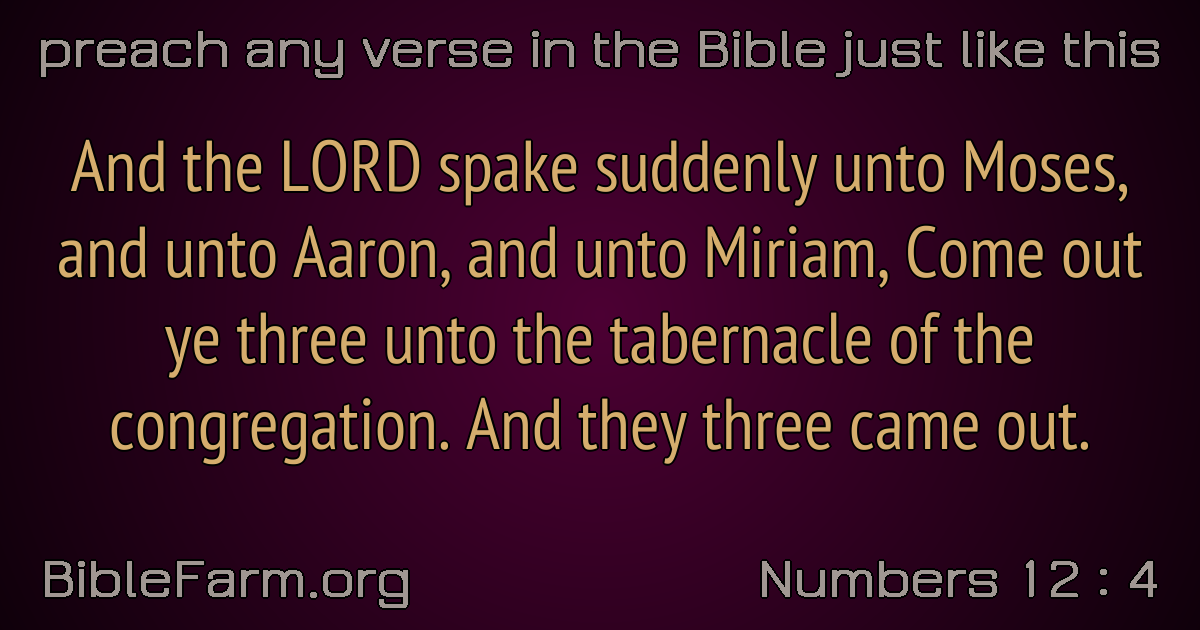 preach any verse in the Bible just like this
And the LORD spake suddenly unto Moses,
and unto Aaron, and unto Miriam, Come out
ye three unto the tabernacle of the
congregation. And they three came out.
BibleFarm.org
Numbers 12 : 4